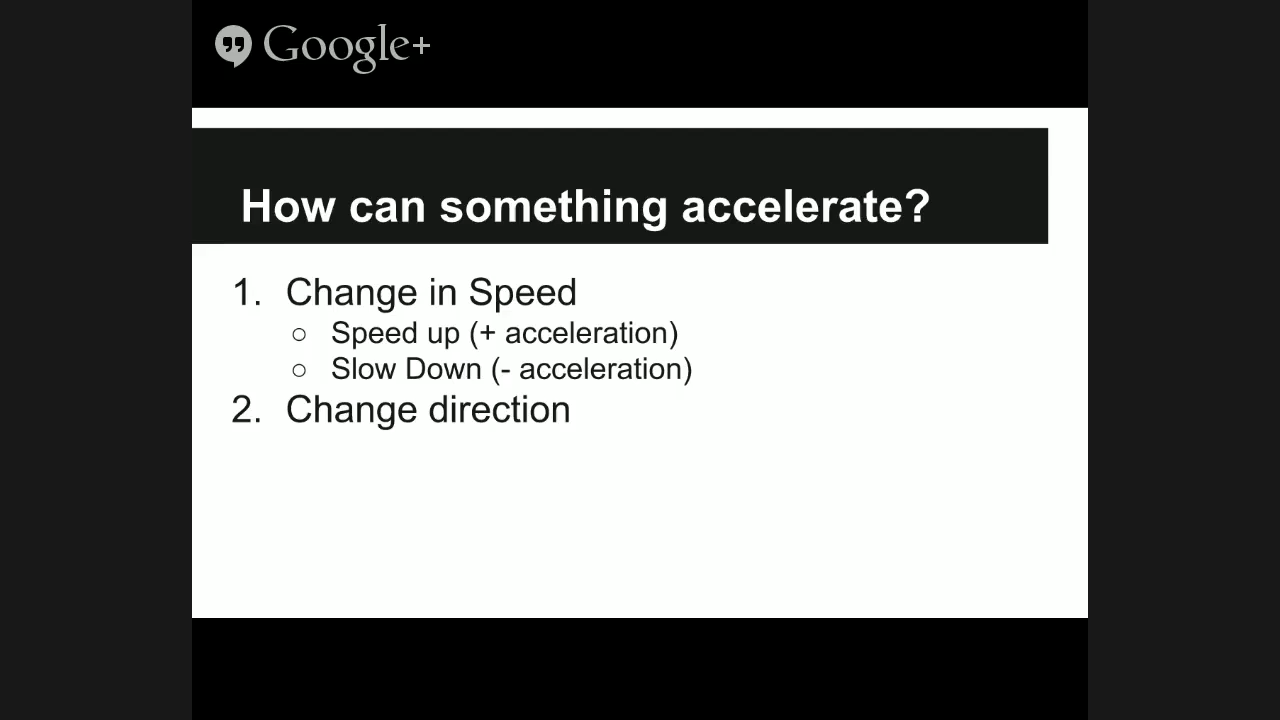 Google+
How can something accelerate?
1. Change in Speed
○ Speed up (+ acceleration)
○ Slow Down (- acceleration)
2. Change direction